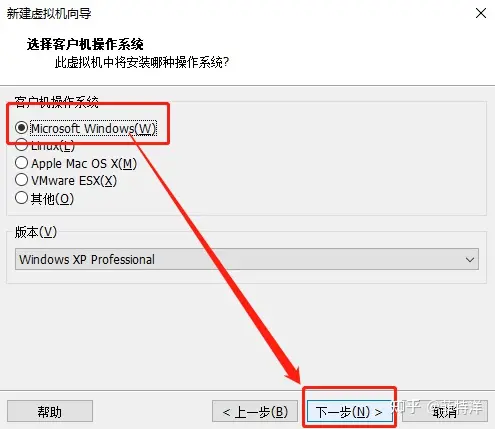 新建虚拟机向导
选择客户机操作系统
此虚拟机中将安装哪种操作系统?
客户机操作系统
Microsoft Windows(W)
Linux(L)
Apple Mac OS X(M)
VMware ESX(X)
其他(O)
版本(V)
Windows XP Professional
帮助
< 上一步(B)
下一步(N) >
取消
知乎 @艾特洋